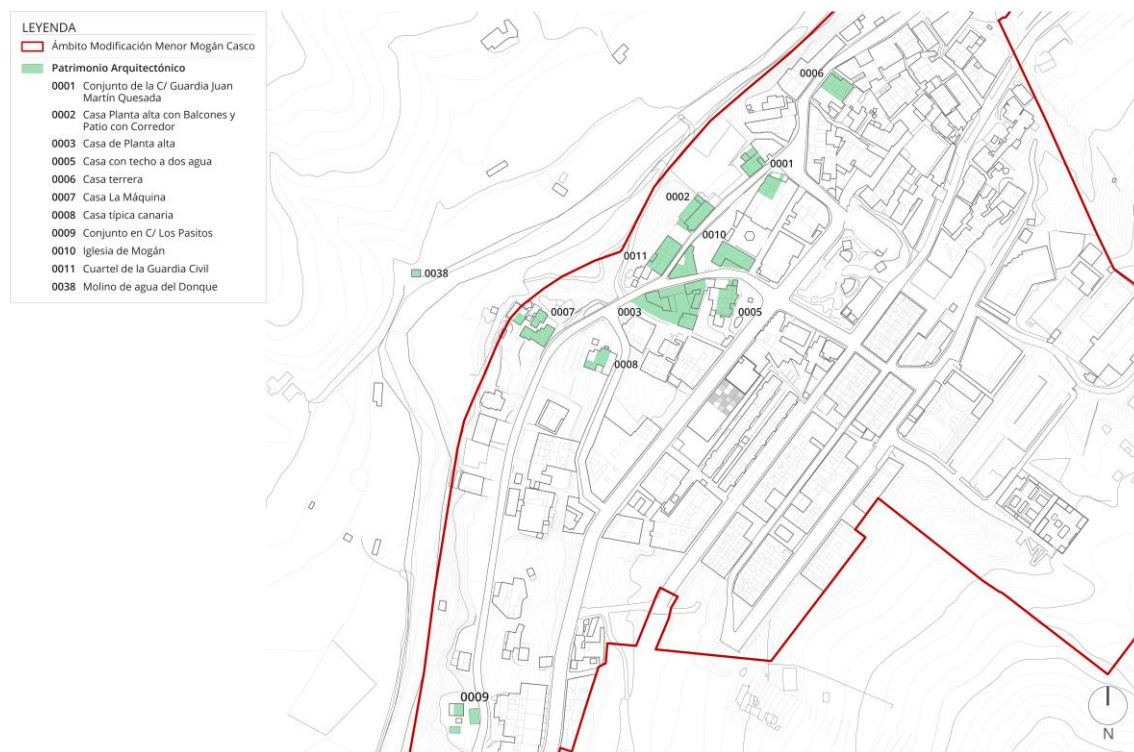 LEYENDA
Ámbito Modificación Menor Mogán Casco
Patrimonio Arquitectónico
0001 Conjunto de la C/ Guardia Juan
Martín Quesada
0002 Casa Planta alta con Balcones y
Patio con Corredor
0003 Casa de Planta alta
0005 Casa con techo a dos agua
0006 Casa terrera
0007 Casa La Máquina
0008 Casa típica canaria
0009 Conjunto en C/ Los Pasitos
0010 Iglesia de Mogán
0011 Cuartel de la Guardia Civil
0038 Molino de agua del Donque
0006
0001
0002
0010
0011
0038
0007
0003
0005
0008
0009
N